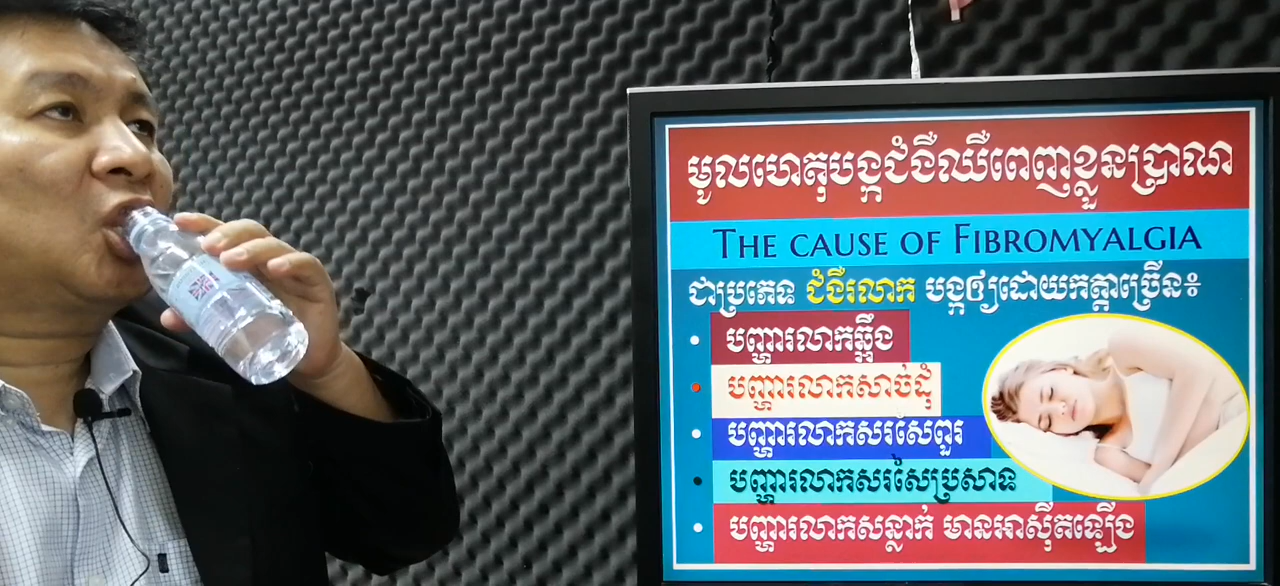 មូលហេតុបង្កជំងឺឈឺពេញខ្លួនប្រាណ
THE CAUSE OF FIBROMYALGIA
ជាប្រភេទ ជំងឺរលាក បង្កឲ្យដោយកត្តាច្រើន៖
• បញ្ហារលាកឆ្អឹង
• បញ្ហារលាកសាច់ដុំ
• បញ្ហារលាកសរសៃពួរ
• បញ្ហារលាកសរសៃប្រសាទ
• បញ្ហារលាកសន្លាក់ មានអាស៊ីតឡើង